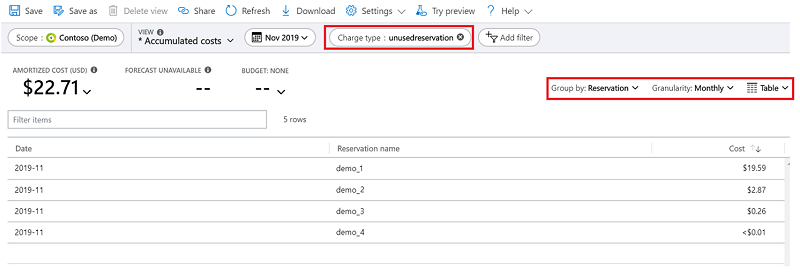 Save Save as Delete view Share Refresh Download Settings Try preview Help
Scope : Contoso (Demo) VIEW * Accumulated costs Nov 2019 Charge type : unusedreservation Add filter
AMORTIZED COST (USD) FORECAST UNAVAILABLE BUDGET: NONE
$22.71 -- --
Group by: Reservation Granularity: Monthly Table
Filter items 5 rows
Date Reservation name Cost
2019-11 demo_1 $19.59
2019-11 demo_2 $2.87
2019-11 demo_3 $0.26
2019-11 demo_4 <$0.01